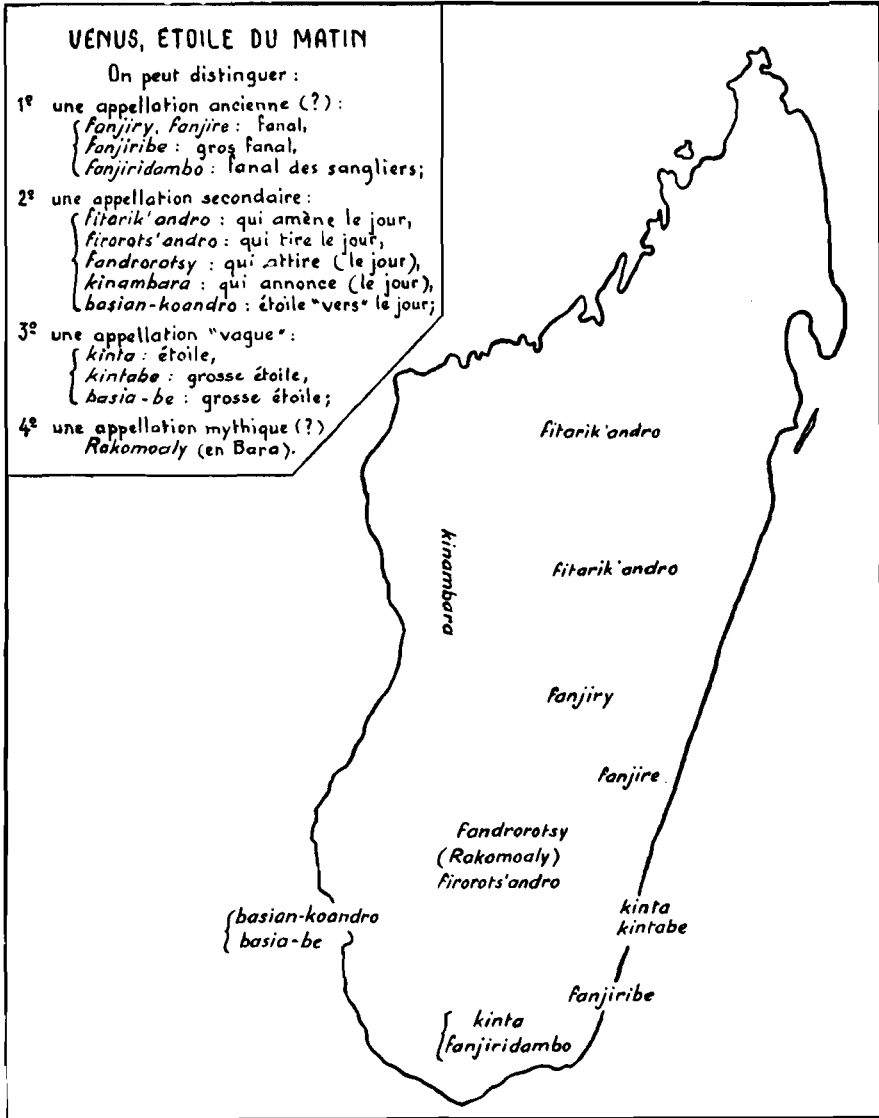 VÉNUS, ÉTOILE DU MATIN
On peut distinguer :
1º une appellation ancienne (?) :
fanjiry, fanjire : fanal,
fanjiribe : gros fanal,
fanjiridambo : fanal des sangliers;
2º une appellation secondaire :
fitarik'andro : qui amène le jour,
firorots'andro : qui tire le jour,
fandrorotsy : qui attire (le jour),
kinambara : qui annonce (le jour),
basian-koandro : étoile "vers" le jour;
3º une appellation "vague" :
kinta : étoile,
kintabe : grosse étoile,
basia-be : grosse étoile;
4º une appellation mythique (?)
Rakomoaly (en Bara).
fitarik'andro
kinambara
fitarik'andro
fanjiry
fanjire
fandrorotsy
(Rakomoaly)
firorots'andro
basian-koandro
basia-be
kinta
kintabe
fanjiribe
kinta
fanjiridambo